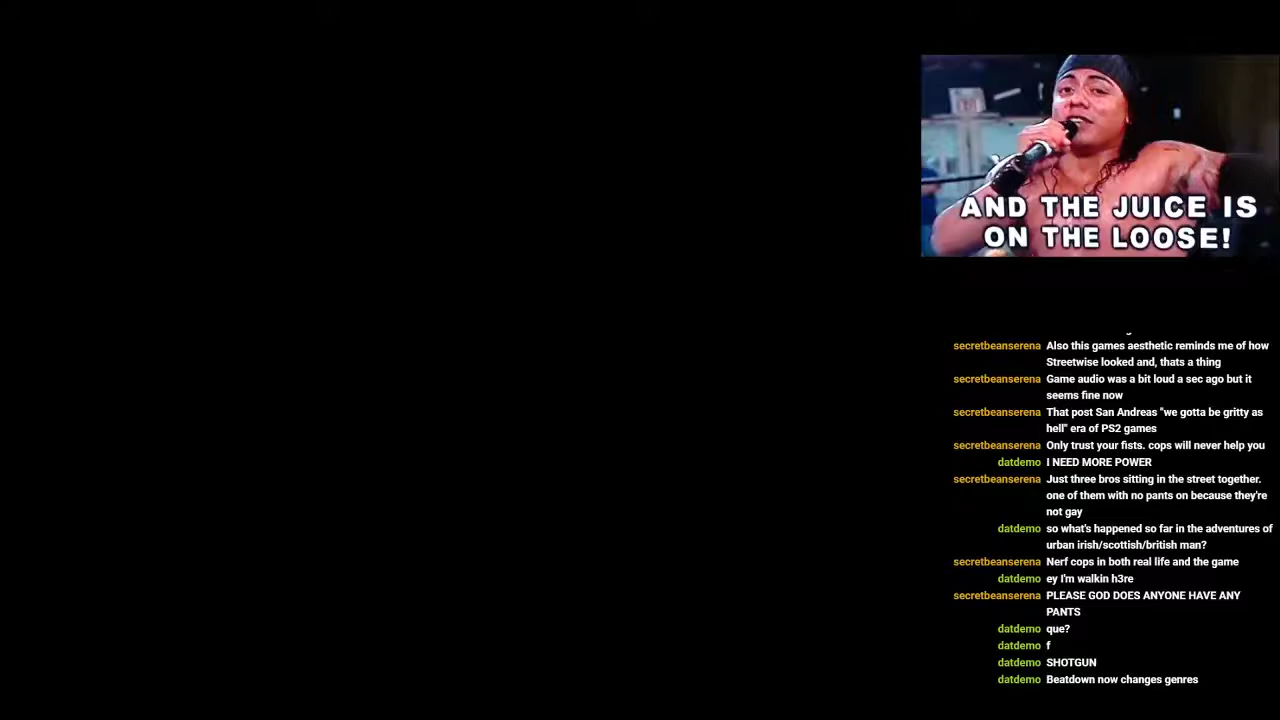 AND THE JUICE IS
ON THE LOOSE!
secretbeanserena Also this games aesthetic reminds me of how
Streetwise looked and, thats a thing
secretbeanserena Game audio was a bit loud a sec ago but it
seems fine now
secretbeanserena That post San Andreas "we gotta be gritty as
hell" era of PS2 games
secretbeanserena Only trust your fists. cops will never help you
datdemo I NEED MORE POWER
secretbeanserena Just three bros sitting in the street together.
one of them with no pants on because they're
not gay
datdemo so what's happened so far in the adventures of
urban irish/scottish/british man?
secretbeanserena Nerf cops in both real life and the game
datdemo ey I'm walkin h3re
secretbeanserena PLEASE GOD DOES ANYONE HAVE ANY
PANTS
datdemo que?
datdemo f
datdemo SHOTGUN
datdemo Beatdown now changes genres